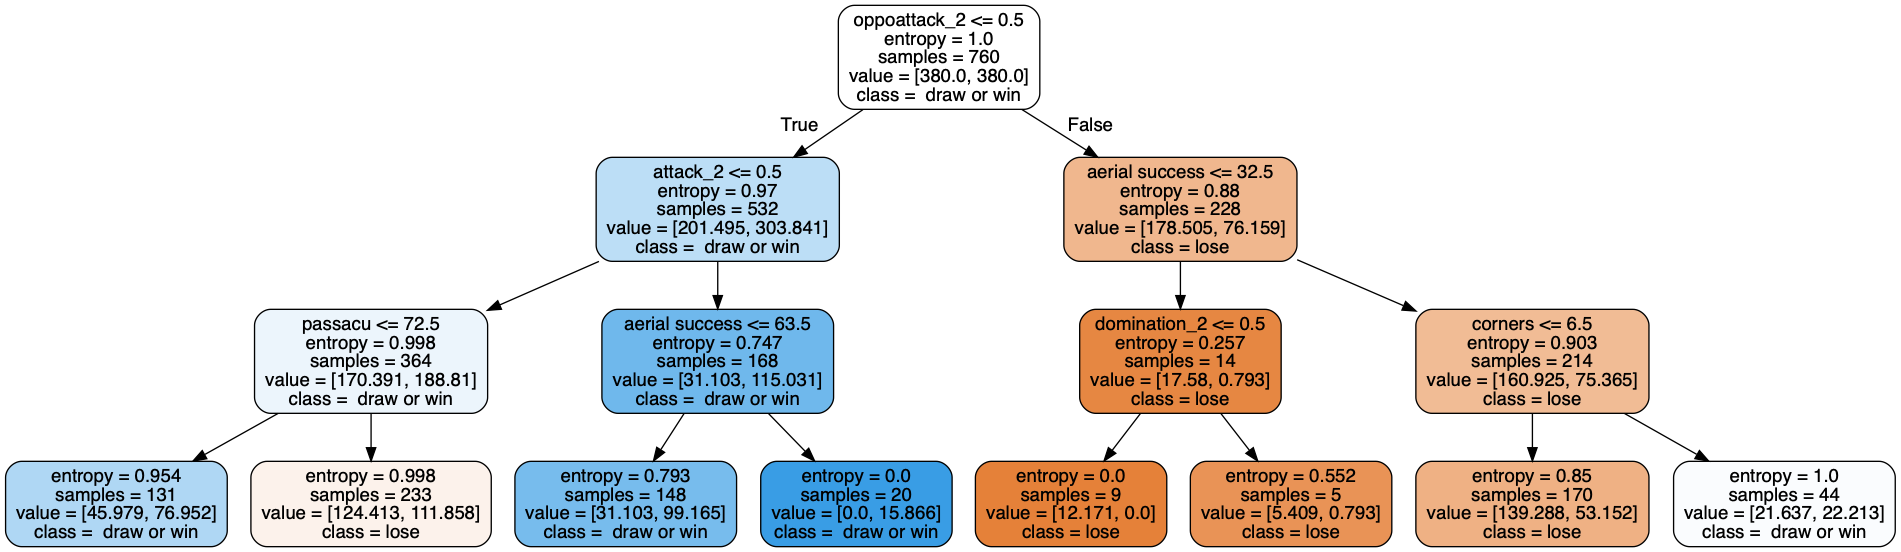 oppoattack_2 <= 0.5
entropy = 1.0
samples = 760
value = [380.0, 380.0]
class =  draw or win
True
False
attack_2 <= 0.5
entropy = 0.97
samples = 532
value = [201.495, 303.841]
class =  draw or win
aerial success <= 32.5
entropy = 0.88
samples = 228
value = [178.505, 76.159]
class = lose
passacu <= 72.5
entropy = 0.998
samples = 364
value = [170.391, 188.81]
class =  draw or win
aerial success <= 63.5
entropy = 0.747
samples = 168
value = [31.103, 115.031]
class =  draw or win
domination_2 <= 0.5
entropy = 0.257
samples = 14
value = [17.58, 0.793]
class = lose
corners <= 6.5
entropy = 0.903
samples = 214
value = [160.925, 75.365]
class = lose
entropy = 0.954
samples = 131
value = [45.979, 76.952]
class =  draw or win
entropy = 0.998
samples = 233
value = [124.413, 111.858]
class = lose
entropy = 0.793
samples = 148
value = [31.103, 99.165]
class =  draw or win
entropy = 0.0
samples = 20
value = [0.0, 15.866]
class =  draw or win
entropy = 0.0
samples = 9
value = [12.171, 0.0]
class = lose
entropy = 0.552
samples = 5
value = [5.409, 0.793]
class = lose
entropy = 0.85
samples = 170
value = [139.288, 53.152]
class = lose
entropy = 1.0
samples = 44
value = [21.637, 22.213]
class =  draw or win